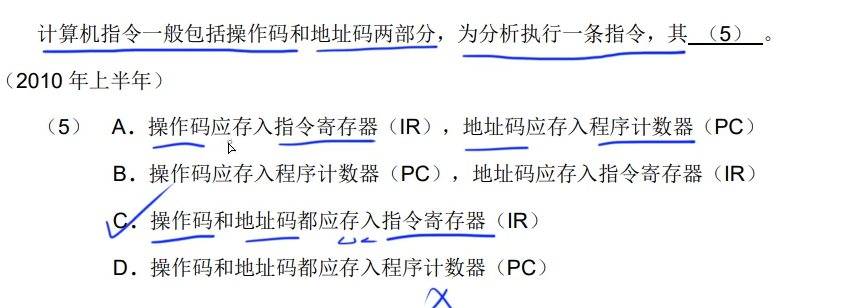 计算机指令一般包括操作码和地址码两部分，为分析执行一条指令，其 （5） 。
（2010 年上半年）
（5） A．操作码应存入指令寄存器（IR），地址码应存入程序计数器（PC）
B．操作码应存入程序计数器（PC），地址码应存入指令寄存器（IR）
C．操作码和地址码都应存入指令寄存器（IR）
D．操作码和地址码都应存入程序计数器（PC）